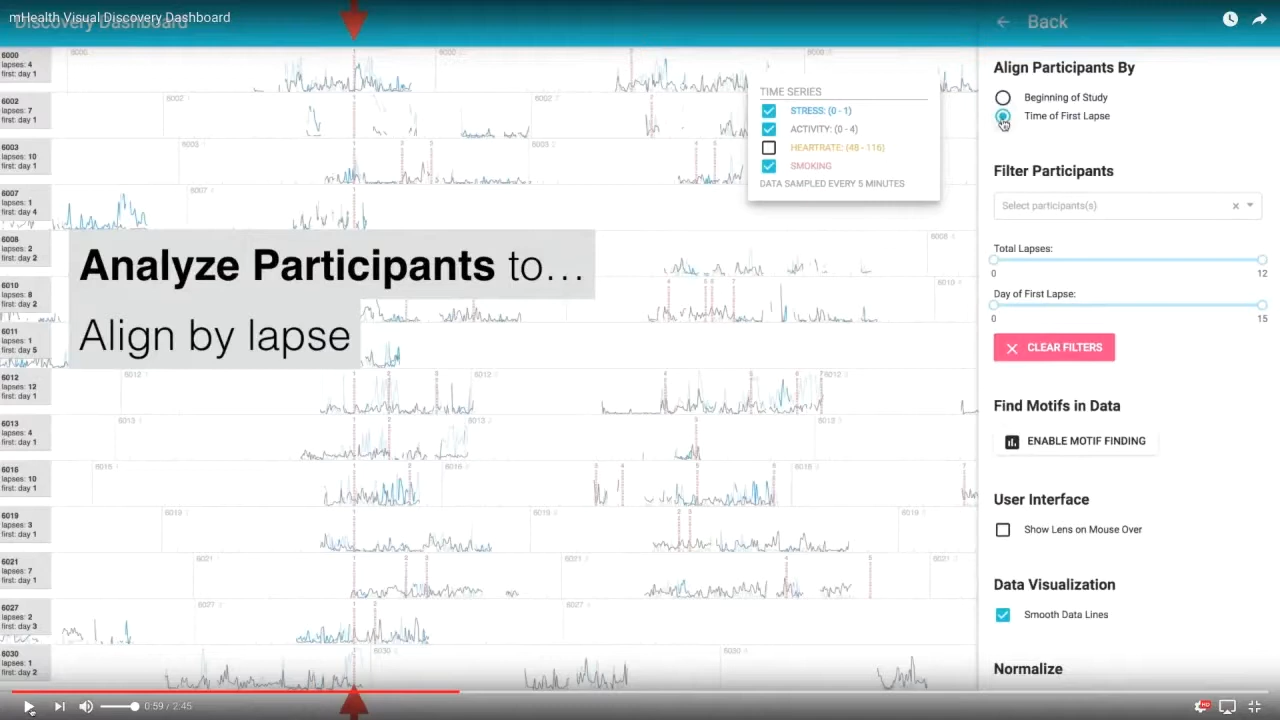 mHealth Visual Discovery Dashboard
Discovery Dashboard
Back
6000
lapses: 4
first: day 1
6002
lapses: 7
first: day 1
6003
lapses: 10
first: day 1
6007
lapses: 1
first: day 4
6008
lapses: 2
first: day 2
6010
lapses: 8
first: day 2
6011
lapses: 1
first: day 5
6012
lapses: 12
first: day 1
6013
lapses: 4
first: day 1
6016
lapses: 10
first: day 1
6019
lapses: 3
first: day 1
6021
lapses: 7
first: day 1
6027
lapses: 2
first: day 3
6030
lapses: 1
first: day 2
TIME SERIES
STRESS: (0 - 1)
ACTIVITY: (0 - 4)
HEARTRATE: (48 - 116)
SMOKING
DATA SAMPLED EVERY 5 MINUTES
Analyze Participants to...
Align by lapse
Align Participants By
Beginning of Study
Time of First Lapse
Filter Participants
Select participants(s)
Total Lapses:
0 12
Day of First Lapse:
0 15
CLEAR FILTERS
Find Motifs in Data
ENABLE MOTIF FINDING
User Interface
Show Lens on Mouse Over
Data Visualization
Smooth Data Lines
Normalize
0:59 / 2:45
HD